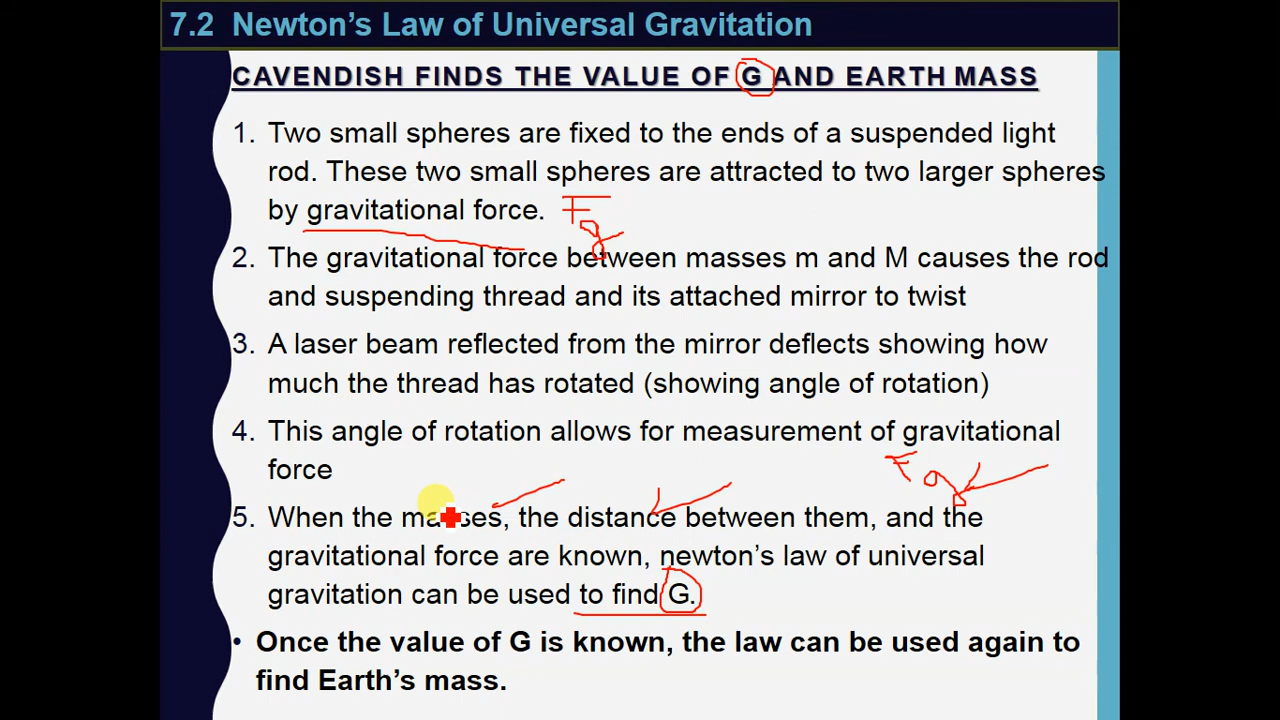 7.2 Newton's Law of Universal Gravitation
CAVENDISH FINDS THE VALUE OF G AND EARTH MASS
1. Two small spheres are fixed to the ends of a suspended light
rod. These two small spheres are attracted to two larger spheres
by gravitational force. Fg
2. The gravitational force between masses m and M causes the rod
and suspending thread and its attached mirror to twist
3. A laser beam reflected from the mirror deflects showing how
much the thread has rotated (showing angle of rotation)
4. This angle of rotation allows for measurement of gravitational
force Fg
5. When the masses, the distance between them, and the
gravitational force are known, newton's law of universal
gravitation can be used to find G.
• Once the value of G is known, the law can be used again to
find Earth's mass.